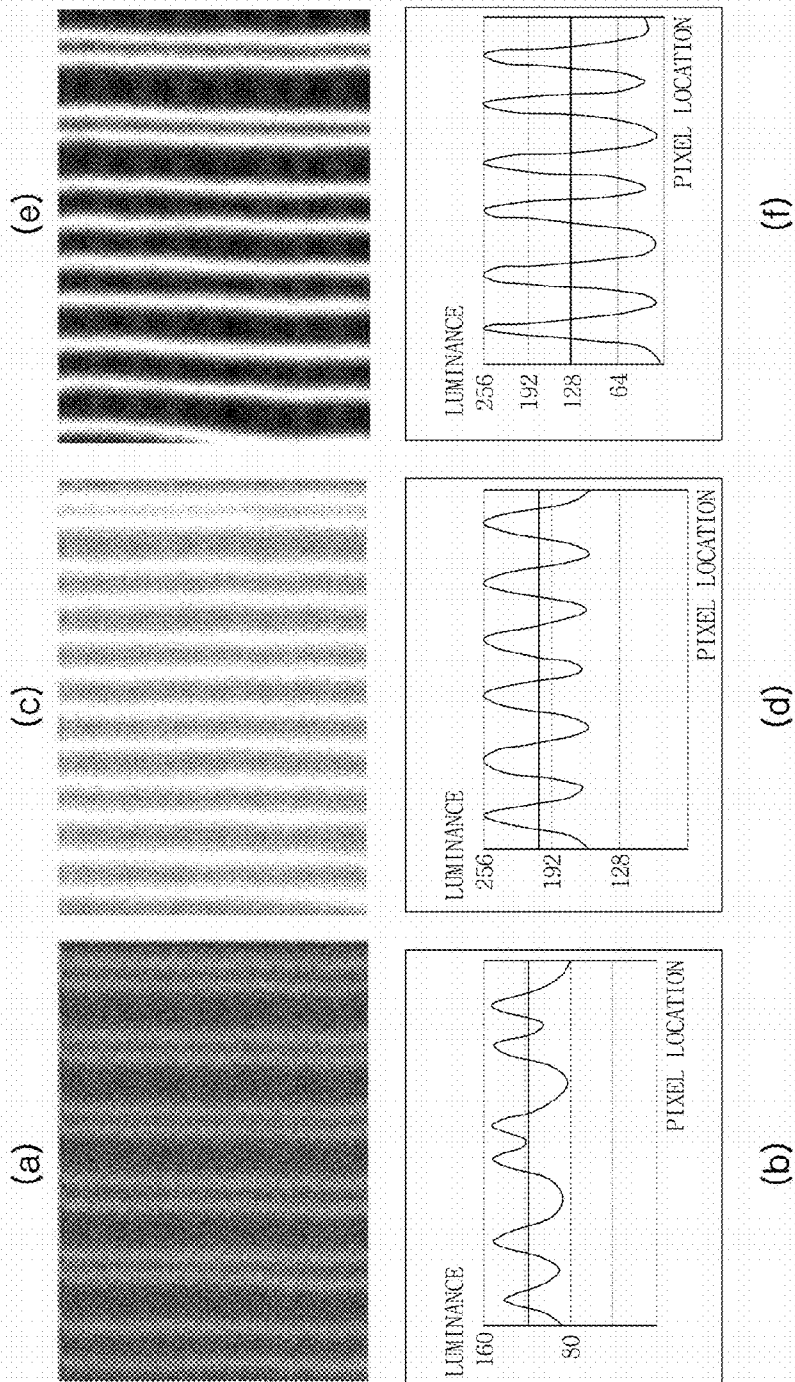 (a)
(c)
(e)
LUMINANCE
160
80
PIXEL LOCATION
LUMINANCE
256
192
128
PIXEL LOCATION
LUMINANCE
256
192
128
64
PIXEL LOCATION
(b)
(d)
(f)